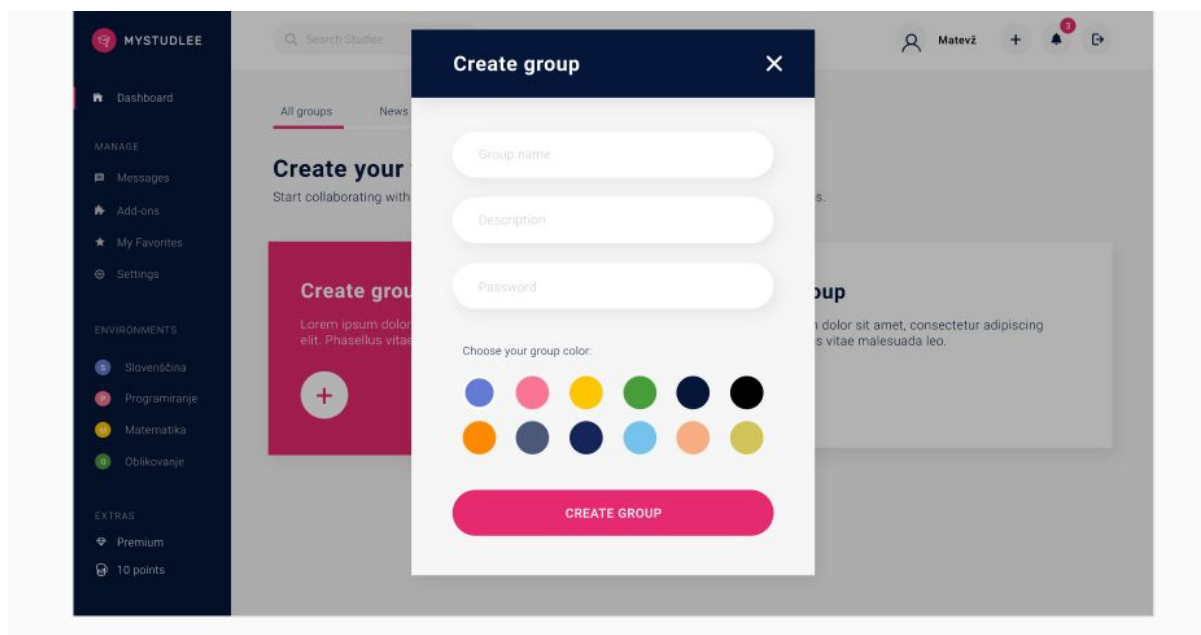 MYSTUDLEE
Search Studlee
Matevž
3
Dashboard
MANAGE
Messages
Add-ons
My Favorites
Settings
ENVIRONMENTS
S Slovenščina
P Programiranje
M Matematika
O Oblikovanje
EXTRAS
Premium
10 points
All groups News
Create your
Start collaborating with
s.
Create grou
Lorem ipsum dolor
elit. Phasellus vitae
oup
dolor sit amet, consectetur adipiscing
s vitae malesuada leo.
Create group
Group name
Description
Password
Choose your group color:
CREATE GROUP